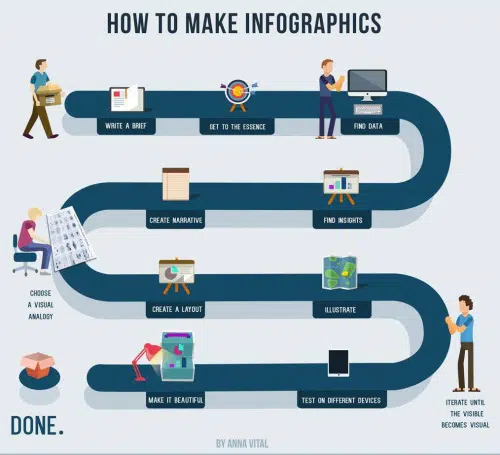 HOW TO MAKE INFOGRAPHICS
WRITE A BRIEF
GET TO THE ESSENCE
FIND DATA
CREATE NARRATIVE
FIND INSIGHTS
CHOOSE
A VISUAL
ANALOGY
CREATE A LAYOUT
ILLUSTRATE
MAKE IT BEAUTIFUL
TEST ON DIFFERENT DEVICES
ITERATE UNTIL
THE VISIBLE
BECOMES VISUAL
DONE.
BY ANNA VITAL